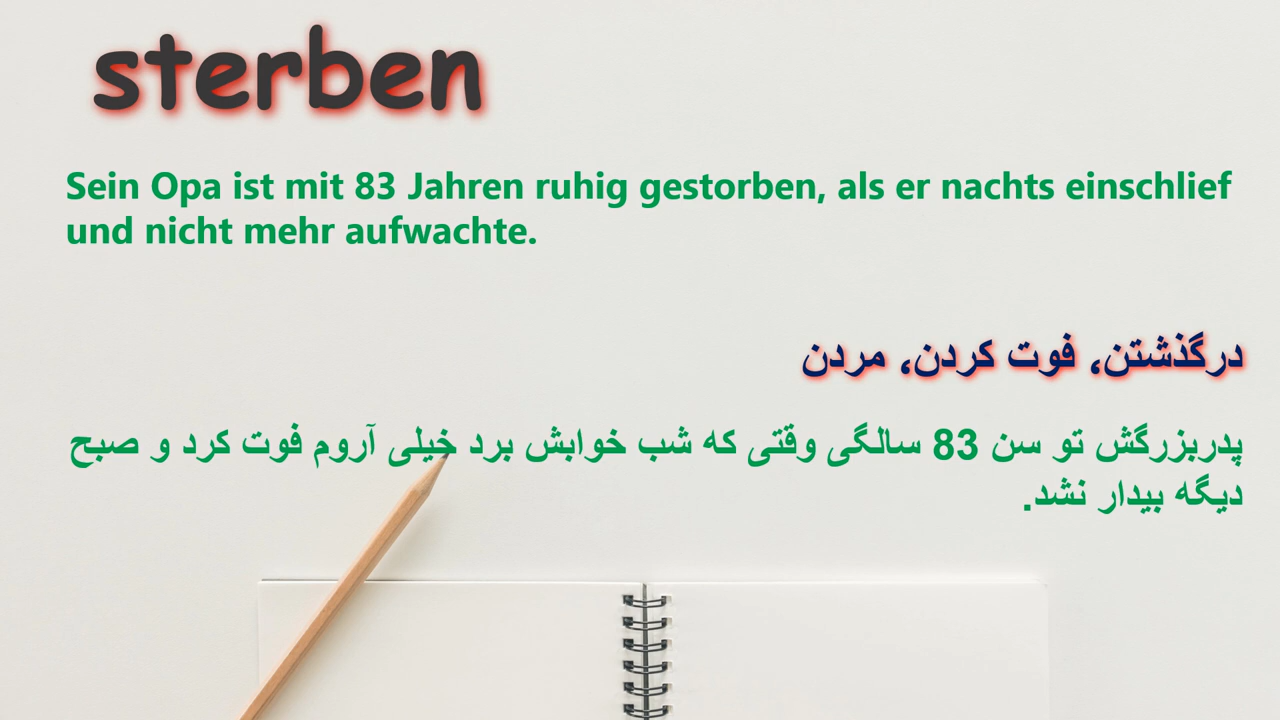 sterben
Sein Opa ist mit 83 Jahren ruhig gestorben, als er nachts einschlief
und nicht mehr aufwachte.
درگذشتن، فوت کردن، مردن
پدربزرگش تو سن 83 سالگی وقتی که شب خوابش برد خیلی آروم فوت کرد و صبح
دیگه بیدار نشد.